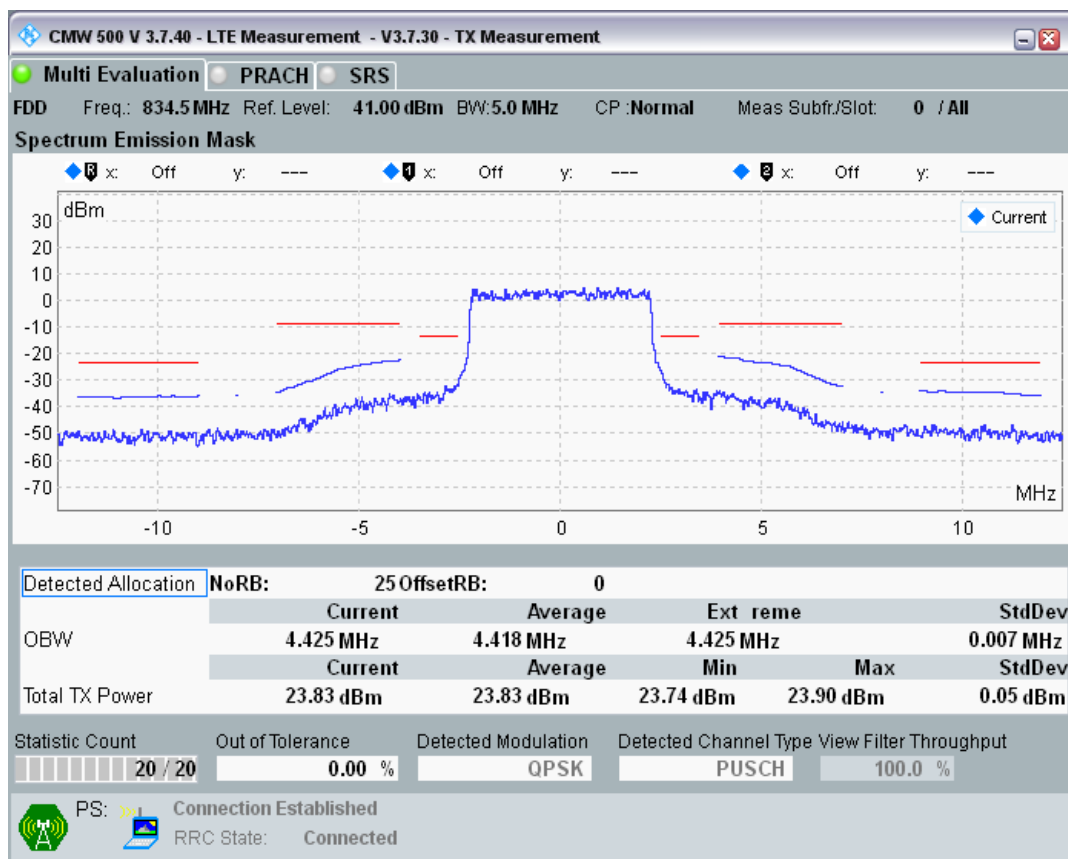 CMW 500 V 3.7.40 - LTE Measurement - V3.7.30 - TX Measurement
Multi Evaluation PRACH SRS
FDD Freq.: 834.5 MHz Ref. Level: 41.00 dBm BW:5.0 MHz CP :Normal Meas Subfr./Slot: 0 / All
Spectrum Emission Mask
R x: Off y: --- 1 x: Off y: --- 2 x: Off y: ---
dBm
Current
30
20
10
0
-10
-20
-30
-40
-50
-60
-70
MHz
-10 -5 0 5 10
Detected Allocation NoRB: 25 OffsetRB: 0
Current Average Ext reme StdDev
OBW 4.425 MHz 4.418 MHz 4.425 MHz 0.007 MHz
Current Average Min Max StdDev
Total TX Power 23.83 dBm 23.83 dBm 23.74 dBm 23.90 dBm 0.05 dBm
Statistic Count Out of Tolerance Detected Modulation Detected Channel Type View Filter Throughput
20 / 20 0.00 % QPSK PUSCH 100.0 %
PS: Connection Established
RRC State: Connected